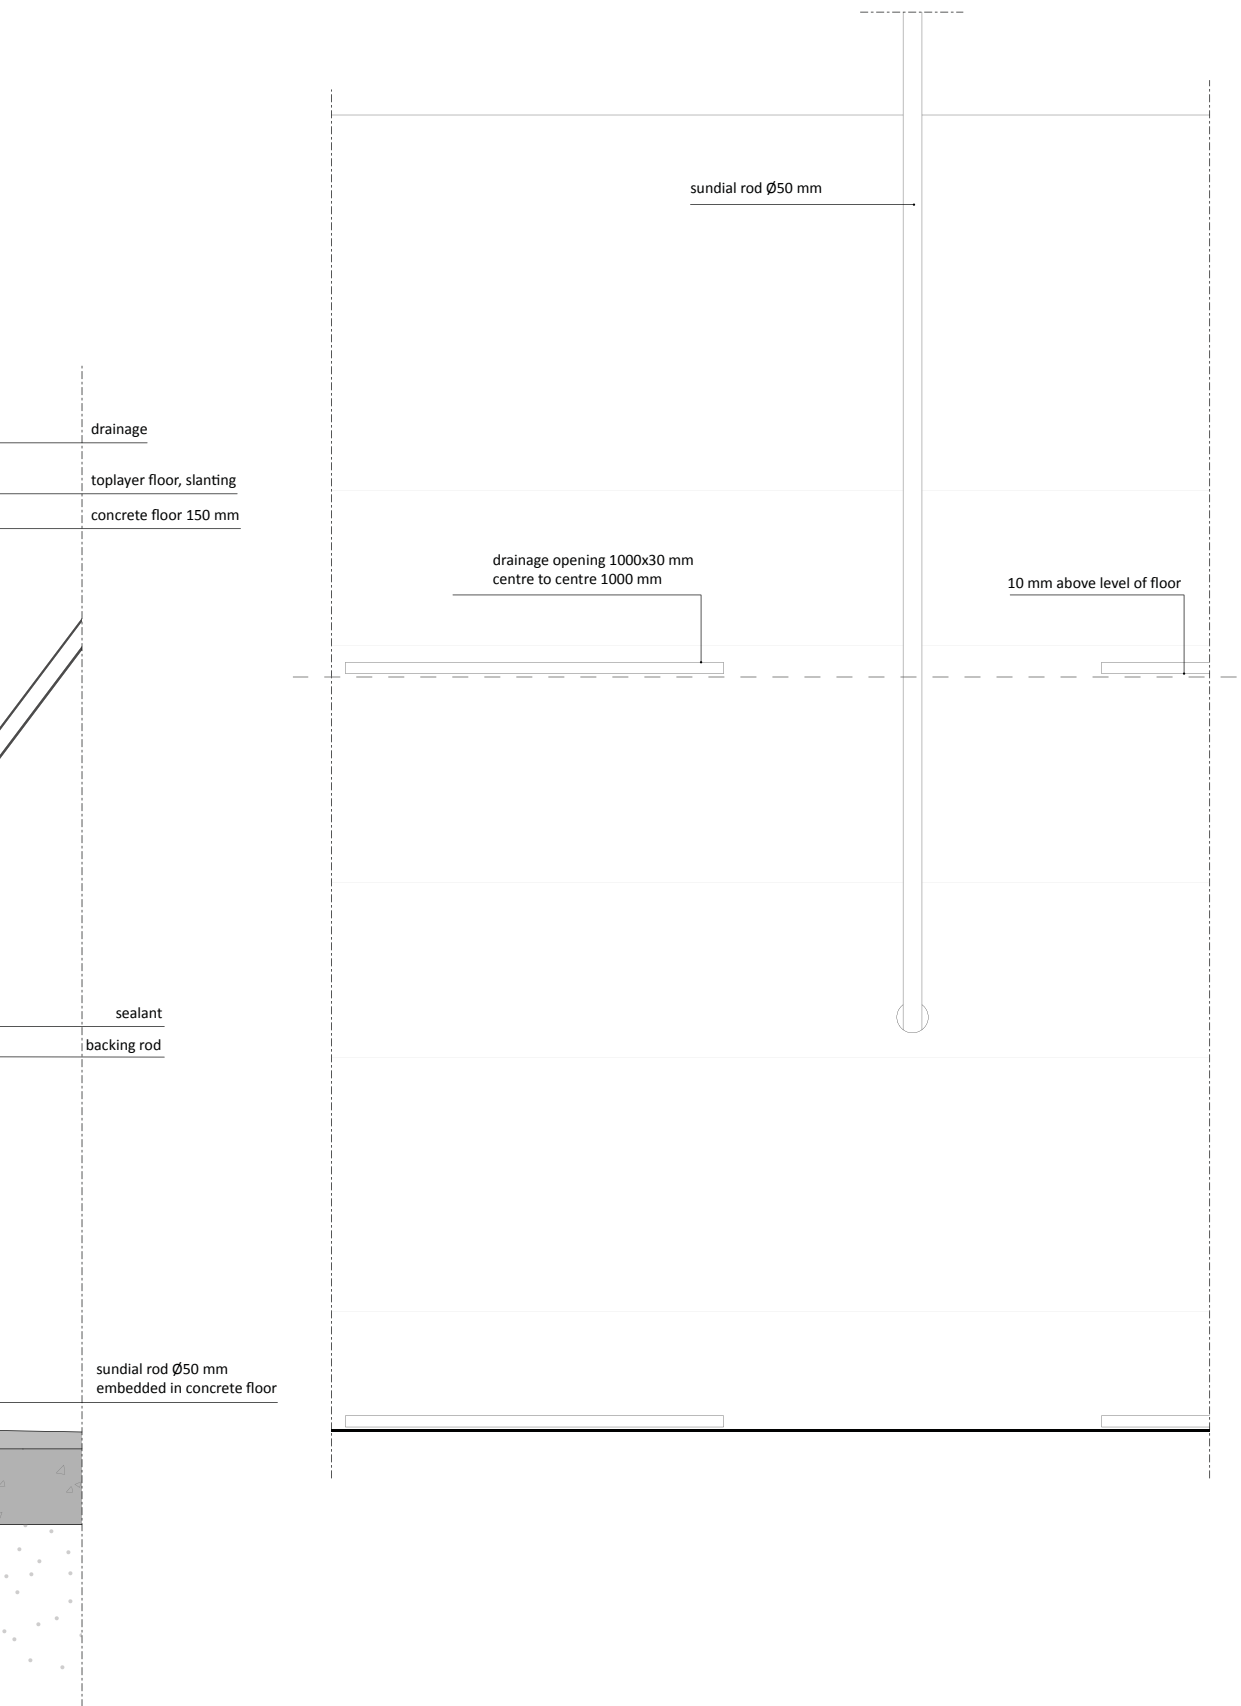 sundial rod Ø50 mm
drainage
toplayer floor, slanting
concrete floor 150 mm
drainage opening 1000x30 mm
centre to centre 1000 mm
10 mm above level of floor
sealant
backing rod
sundial rod Ø50 mm
embedded in concrete floor